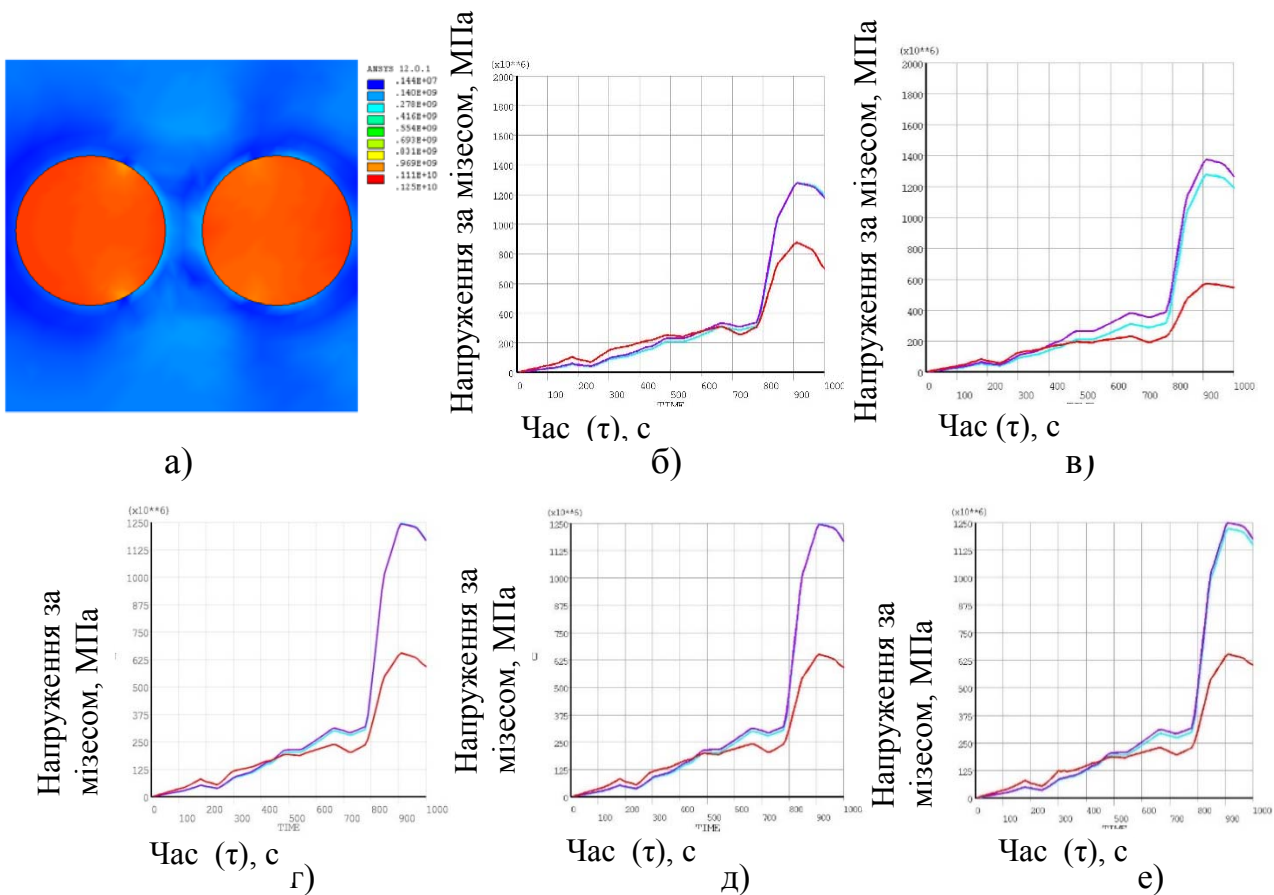 ANSYS 12.0.1
.144E+07
.140E+09
.278E+09
.416E+09
.554E+09
.693E+09
.831E+09
.969E+09
.111E+10
.125E+10
а)
Напруження за мізесом, МПа
(x10**6)
2000
1800
1600
1400
1200
1000
800
600
400
200
0
0 200 400 600 800 1000
100 300 500 700 900
TIME
Час (τ), с
б)
Напруження за мізесом, МПа
(x10**6)
2000
1800
1600
1400
1200
1000
800
600
400
200
0
0 200 400 600 800 1000
100 300 500 700 900
TIME
Час (τ), с
в)
Напруження за
мізесом, МПа
(x10**6)
1250
1125
1000
875
750
625
500
375
250
125
0
0 200 400 600 800 1000
100 300 500 700 900
TIME
Час (τ), с
г)
Напруження за
мізесом, МПа
(x10**6)
1250
1125
1000
875
750
625
500
375
250
125
0
0 200 400 600 800 1000
100 300 500 700 900
TIME
Час (τ), с
д)
Напруження за
мізесом, МПа
(x10**6)
1250
1125
1000
875
750
625
500
375
250
125
0
0 200 400 600 800 1000
100 300 500 700 900
TIME
Час (τ), с
е)